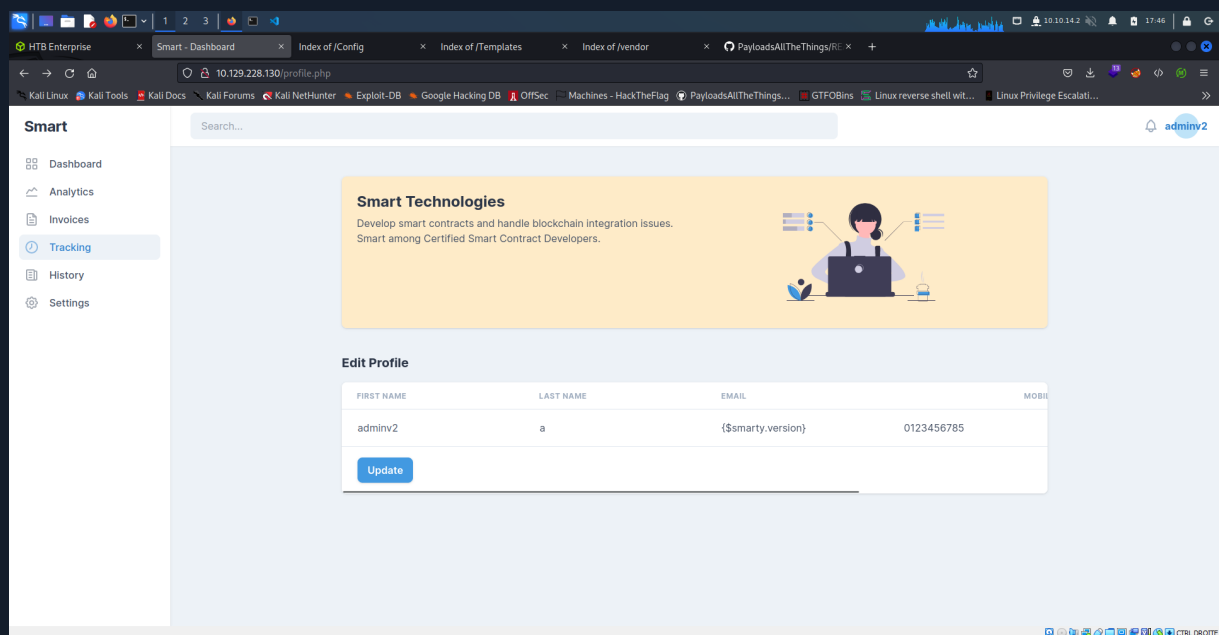 1 2 3 10.10.14.2 17:46
HTB Enterprise × Smart - Dashboard × Index of /Config × Index of /Templates × Index of /vendor × PayloadsAllTheThings/RE × +
10.129.228.130/profile.php 13
Kali Linux Kali Tools Kali Docs Kali Forums Kali NetHunter Exploit-DB Google Hacking DB OffSec Machines - HackTheFlag PayloadsAllTheThings... GTFOBins Linux reverse shell wit... Linux Privilege Escalati... »
Smart
Search...
adminv2
Dashboard
Analytics
Invoices
Tracking
History
Settings
Smart Technologies
Develop smart contracts and handle blockchain integration issues.
Smart among Certified Smart Contract Developers.
Edit Profile
FIRST NAME LAST NAME EMAIL MOBI
adminv2 a {$smarty.version} 0123456785
Update
CTRL DROITE